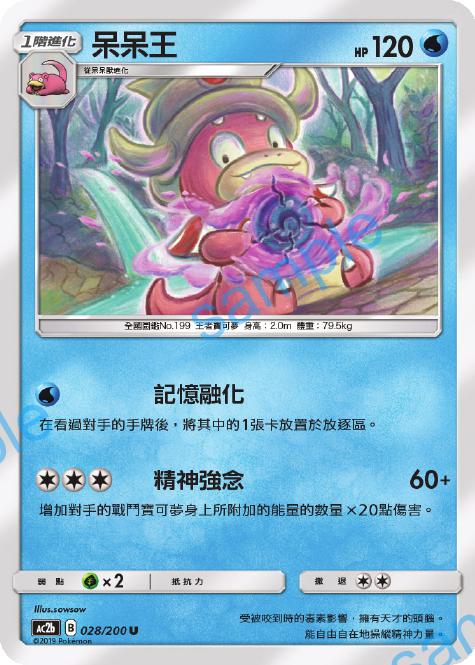 1階進化
呆呆王
HP 120
從呆呆獸進化
全國圖鑑No.199 王者寶可夢 身高：2.0m 體重：79.5kg
記憶融化
在看過對手的手牌後，將其中的1張卡放置於放逐區。
精神強念 60+
增加對手的戰鬥寶可夢身上所附加的能量的數量×20點傷害。
弱點 ×2 抵抗力 撤退
Illus.sowsow
AC2b B 028/200 U
©2019 Pokémon
受被咬到時的毒素影響，擁有天才的頭腦。
能自由自在地操縱精神力量。
sample